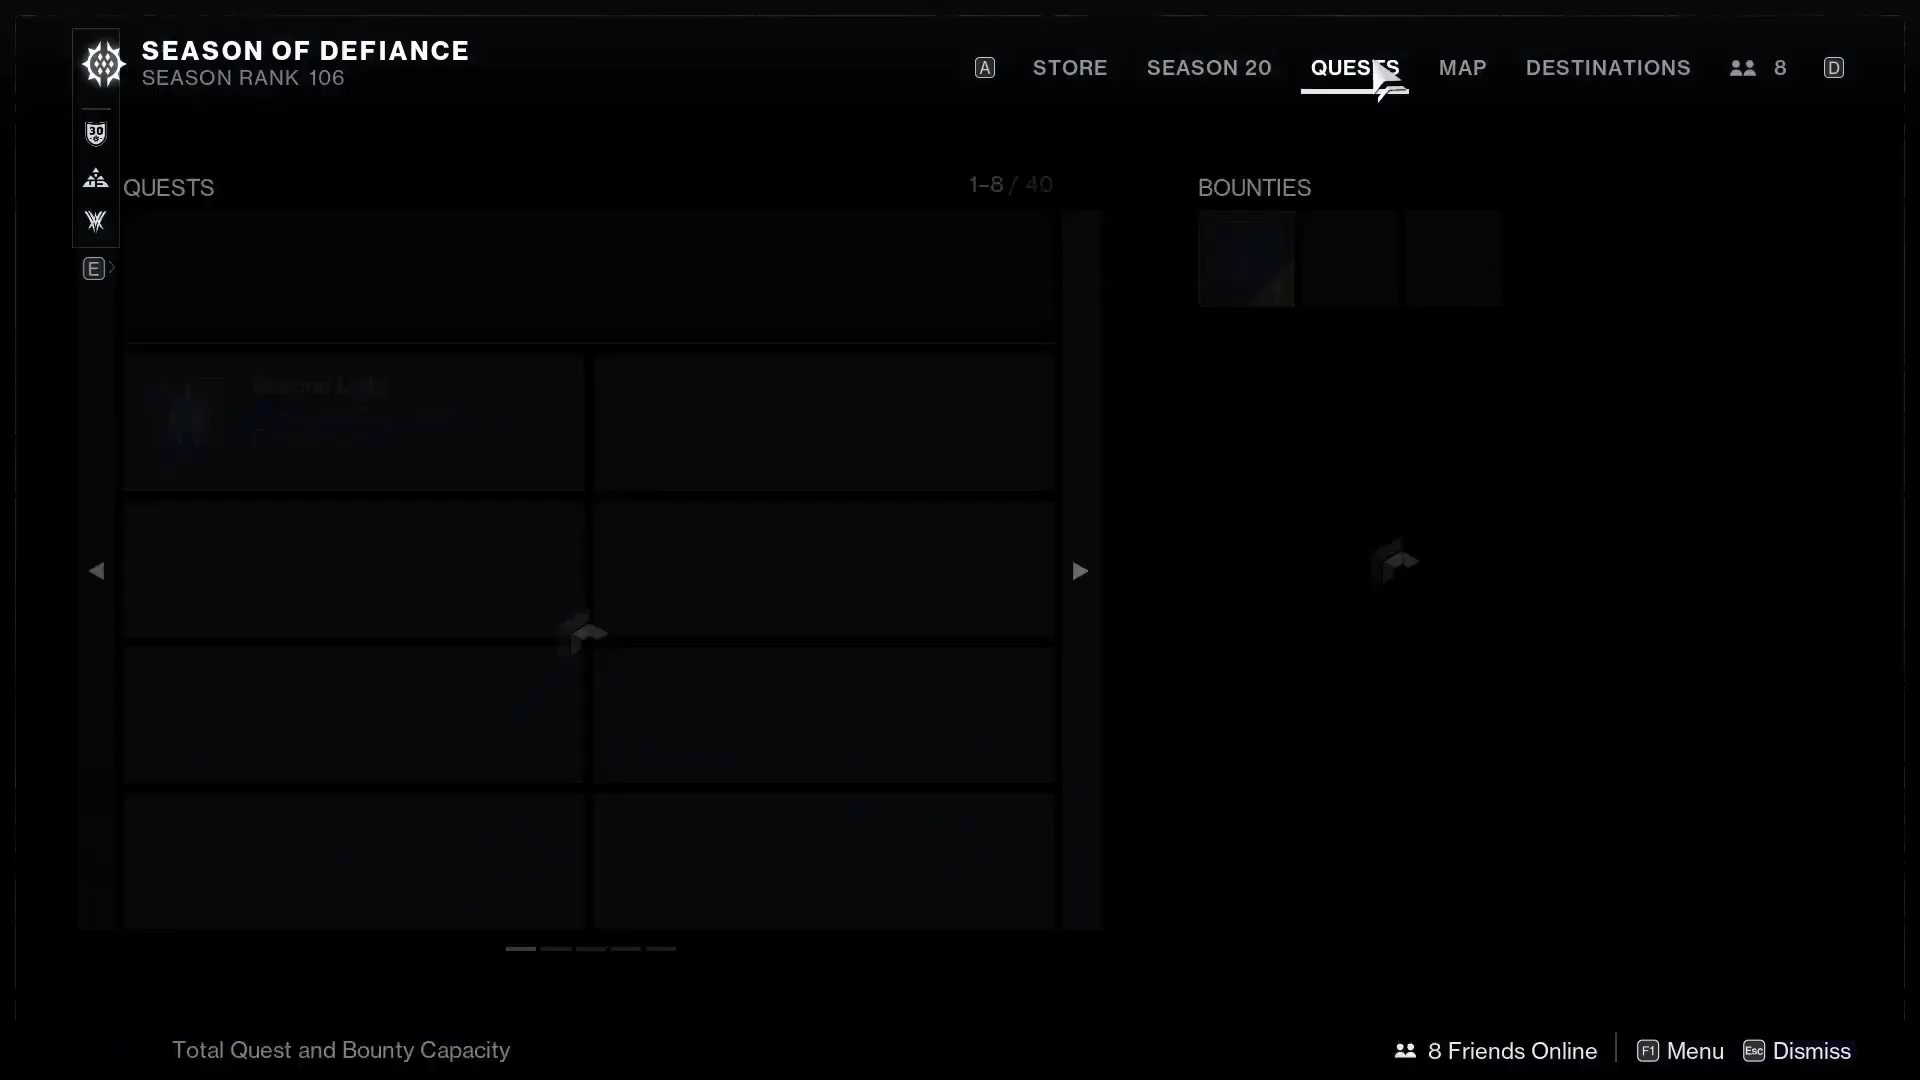 SEASON OF DEFIANCE
SEASON RANK 106
A STORE SEASON 20 QUESTS MAP DESTINATIONS 8 D
30
E
QUESTS 1–8 / 40
BOUNTIES
Total Quest and Bounty Capacity
8 Friends Online F1 Menu Esc Dismiss